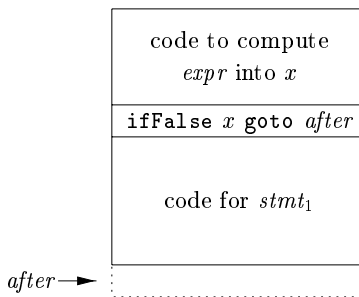 code to compute
expr into x
ifFalse x goto after
code for stmt₁
after